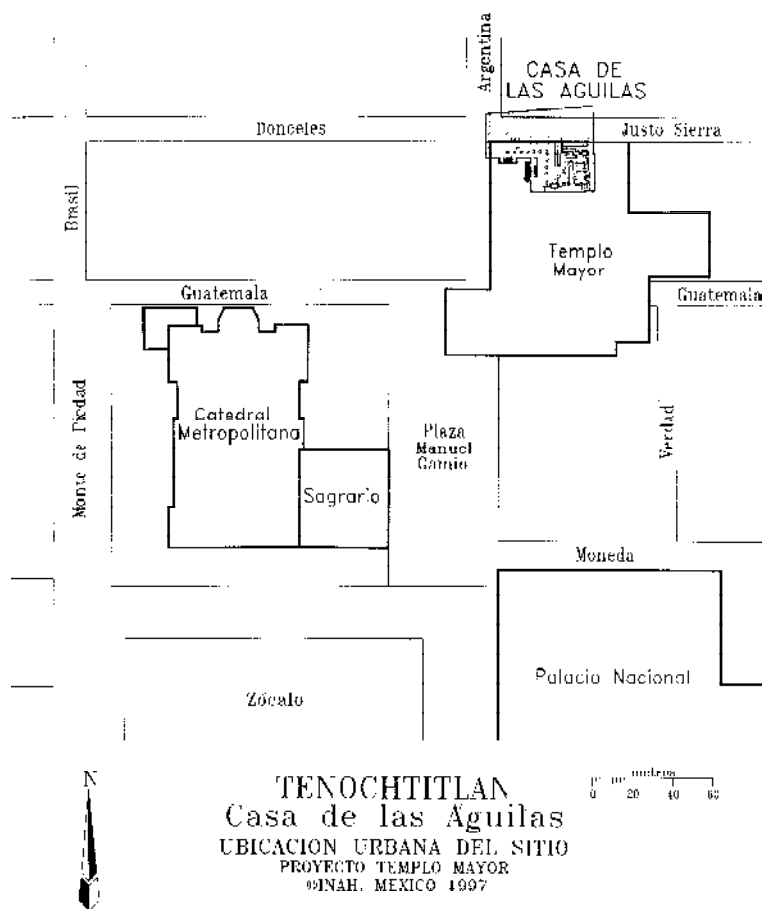 Argentina
CASA DE
LAS AGUILAS
Donceles
Justo Sierra
Brasil
Templo
Mayor
Guatemala
Guatemala
Monte de Piedad
Catedral
Metropolitana
Plaza
Manuel
Gamio
Verdad
Sagrario
Moneda
Palacio Nacional
Zócalo
N
metros
0 20 40 60
TENOCHTITLAN
Casa de las Aguilas
UBICACION URBANA DEL SITIO
PROYECTO TEMPLO MAYOR
©INAH, MEXICO 1997